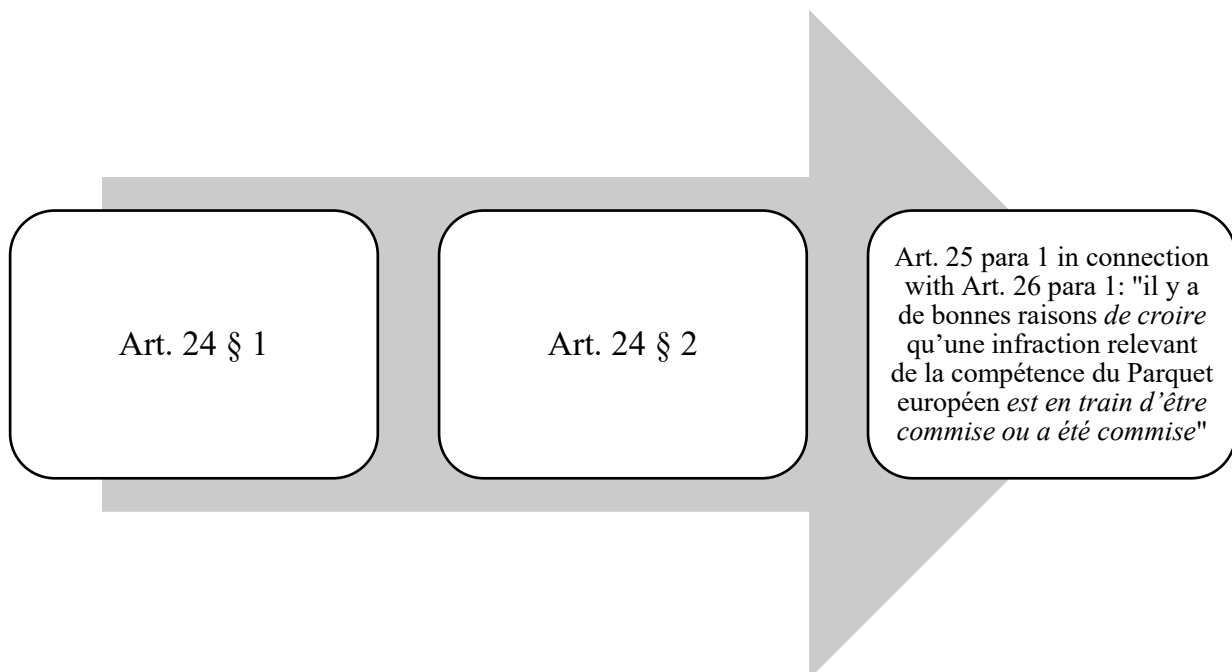 Art. 24 § 1
Art. 24 § 2
Art. 25 para 1 in connection
with Art. 26 para 1: "il y a
de bonnes raisons de croire
qu’une infraction relevant
de la compétence du Parquet
européen est en train d’être
commise ou a été commise"